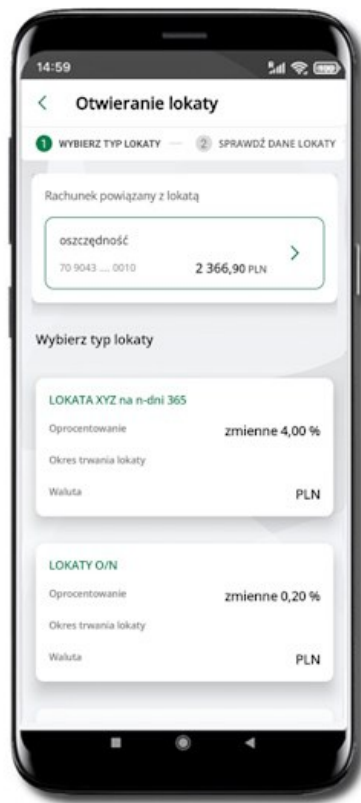 14:59
Otwieranie lokaty
1 WYBIERZ TYP LOKATY 2 SPRAWDŹ DANE LOKATY
Rachunek powiązany z lokatą
oszczędność
70 9043 .... 0010 2 366,90 PLN
Wybierz typ lokaty
LOKATA XYZ na n-dni 365
Oprocentowanie zmienne 4,00 %
Okres trwania lokaty
Waluta PLN
LOKATY O/N
Oprocentowanie zmienne 0,20 %
Okres trwania lokaty
Waluta PLN